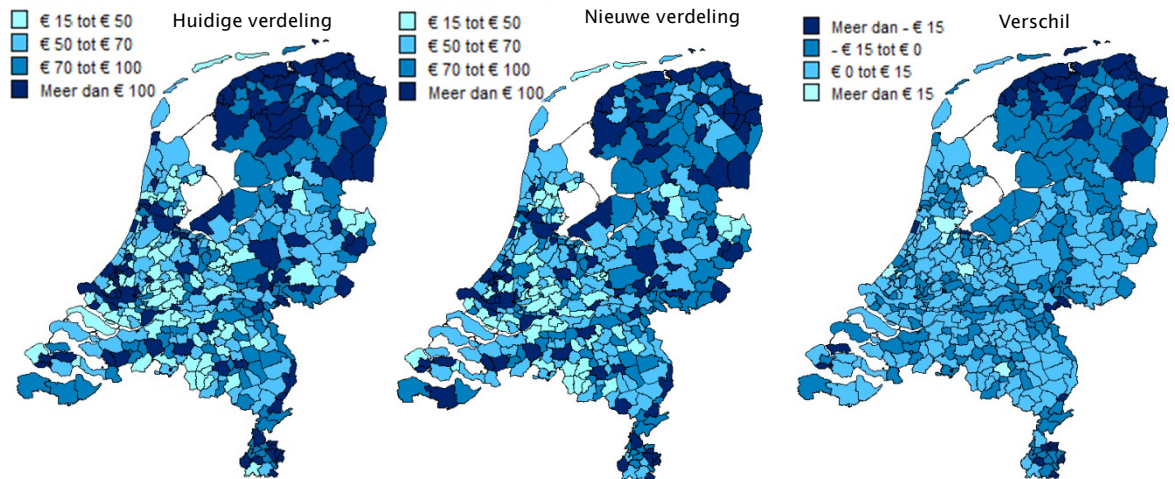 Huidige verdeling
€ 15 tot € 50
€ 50 tot € 70
€ 70 tot € 100
Meer dan € 100
Nieuwe verdeling
€ 15 tot € 50
€ 50 tot € 70
€ 70 tot € 100
Meer dan € 100
Verschil
Meer dan - € 15
- € 15 tot € 0
€ 0 tot € 15
Meer dan € 15